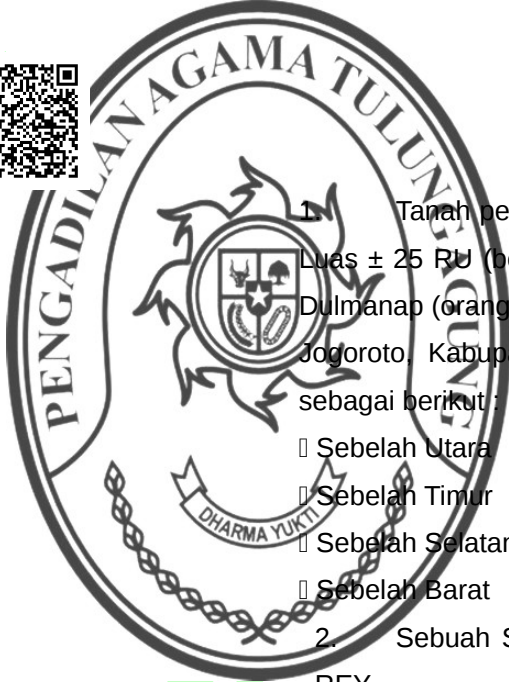 PENGADILAN AGAMA TULUNGAGUNG
DHARMA YUKTI
1. Tanah pe
Luas ± 25 RU (b
Dulmanap (orang
Jogoroto, Kabupa
sebagai berikut :
Sebelah Utara
Sebelah Timur
Sebelah Selatan
Sebelah Barat
2. Sebuah S